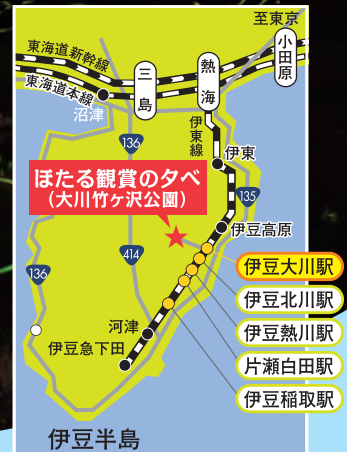 至東京
小田原
東海道新幹線
熱海
三島
東海道本線
沼津
伊東線
136
伊東
ほたる観賞の夕べ
（大川竹ヶ沢公園）
135
伊豆高原
414
伊豆大川駅
136
伊豆北川駅
伊豆熱川駅
河津
片瀬白田駅
伊豆急下田
伊豆稲取駅
伊豆半島